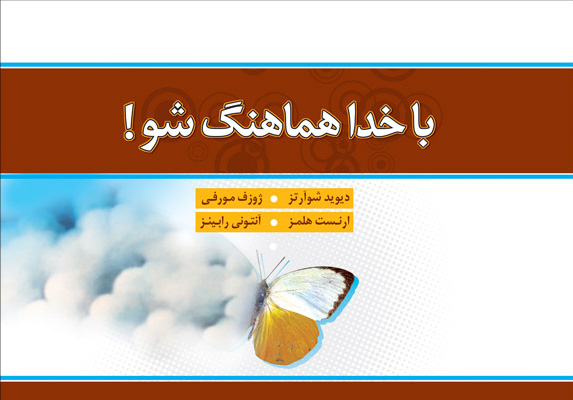 با خدا هماهنگ شو!
دیوید شوارتز • ژوزف مورفی
ارنست هلمز • آنتونی رابینز